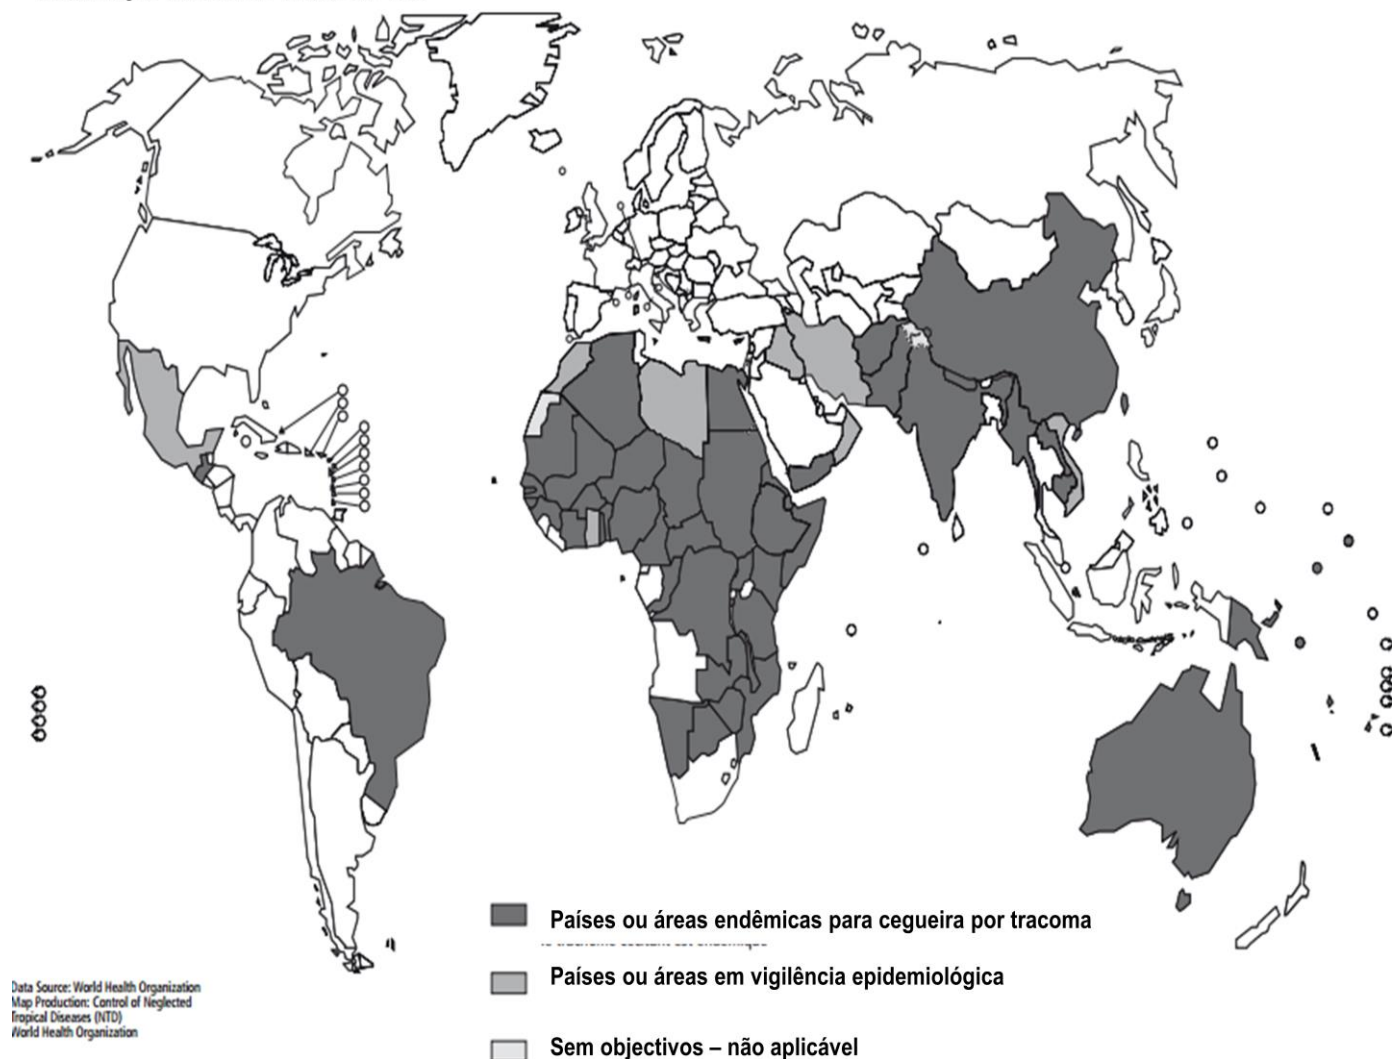 Países ou áreas endêmicas para cegueira por tracoma
Países ou áreas em vigilência epidemiológica
Data Source: World Health Organization
Map Production: Control of Neglected
Tropical Diseases (NTD)
World Health Organization
Sem objectivos – não aplicável